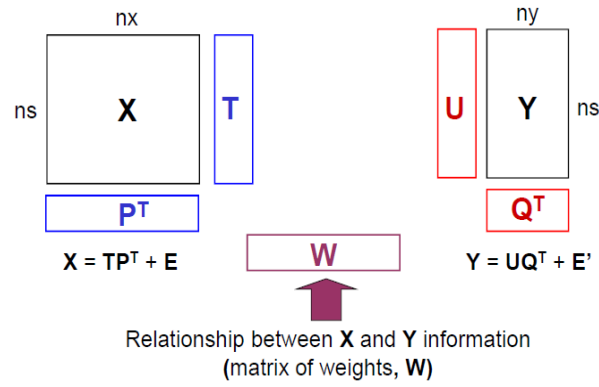 nx
ny
ns
X
T
U
Y
ns
Pᵀ
Qᵀ
X = TPᵀ + E
W
Y = UQᵀ + E’
Relationship between X and Y information
(matrix of weights, W)